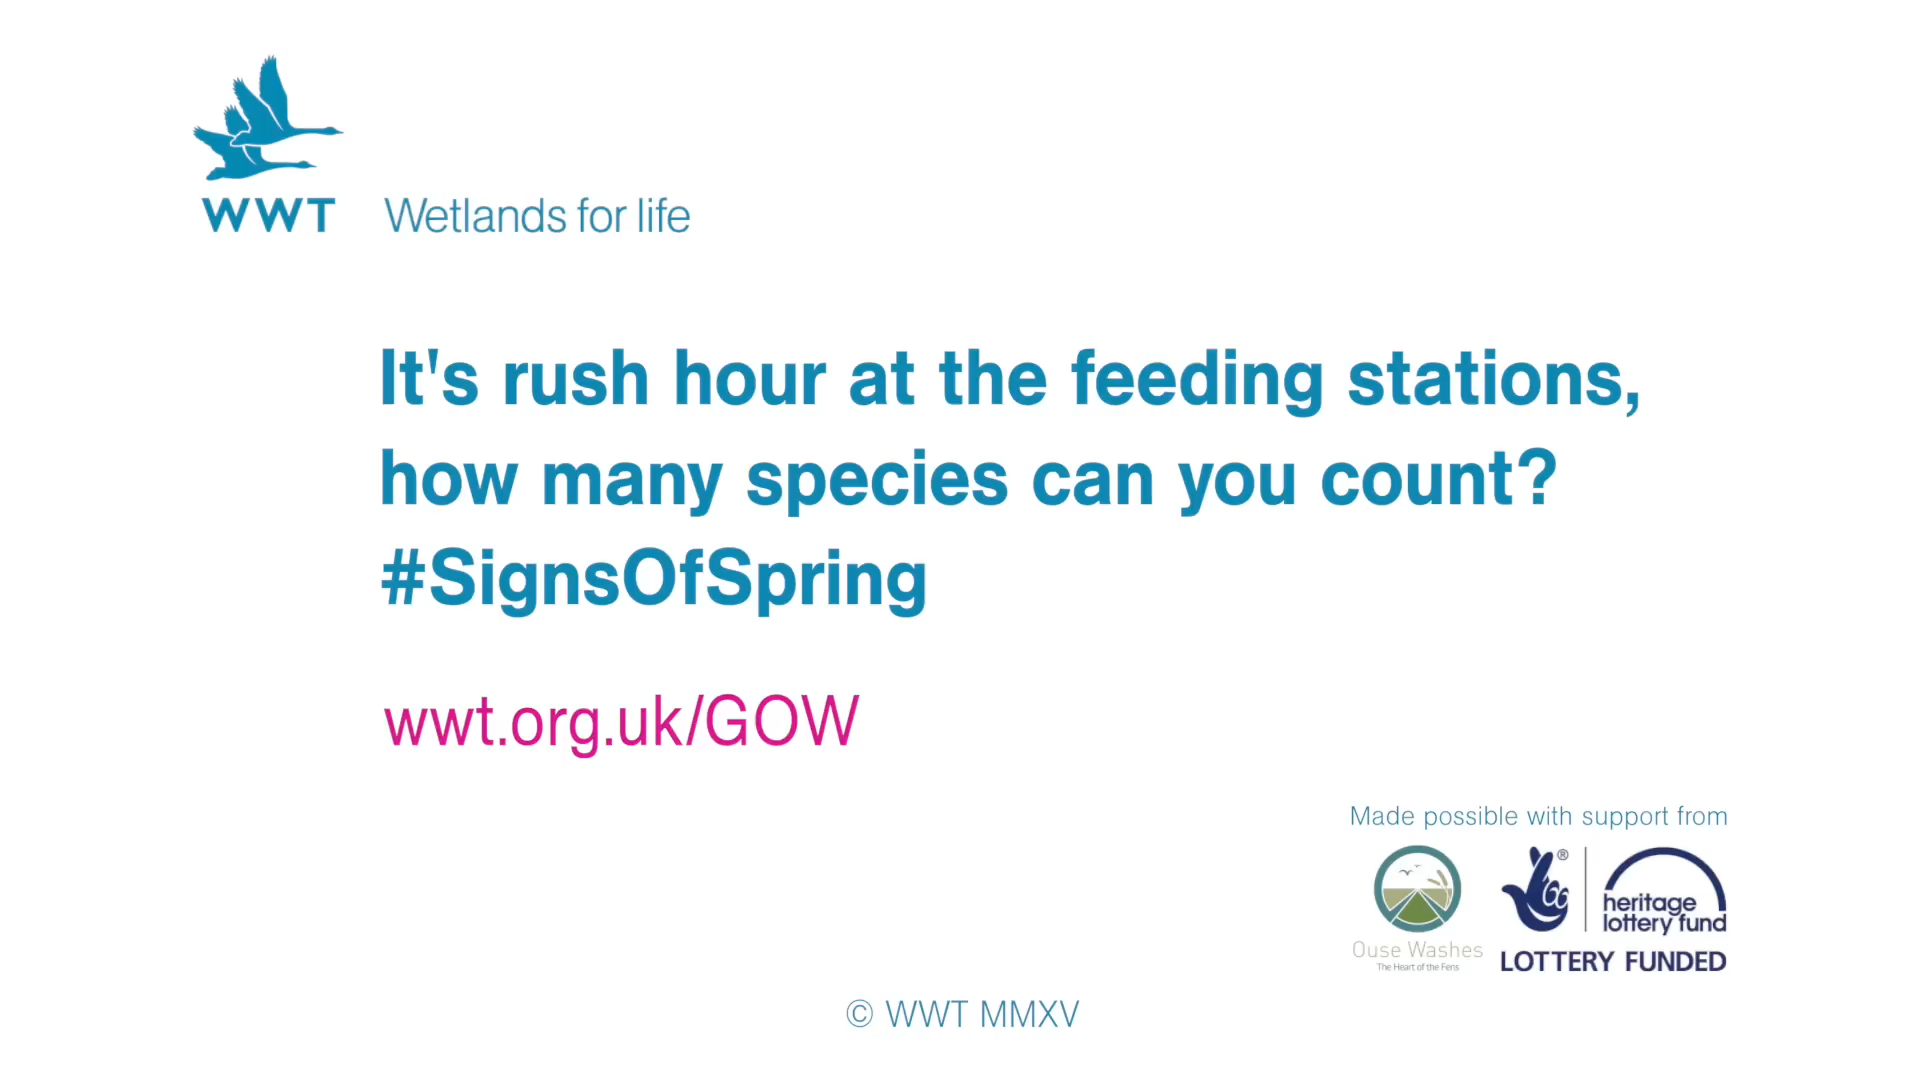 WWT Wetlands for life
It's rush hour at the feeding stations,
how many species can you count?
#SignsOfSpring
wwt.org.uk/GOW
Made possible with support from
Ouse Washes
The Heart of the Fens
®
heritage
lottery fund
LOTTERY FUNDED
© WWT MMXV